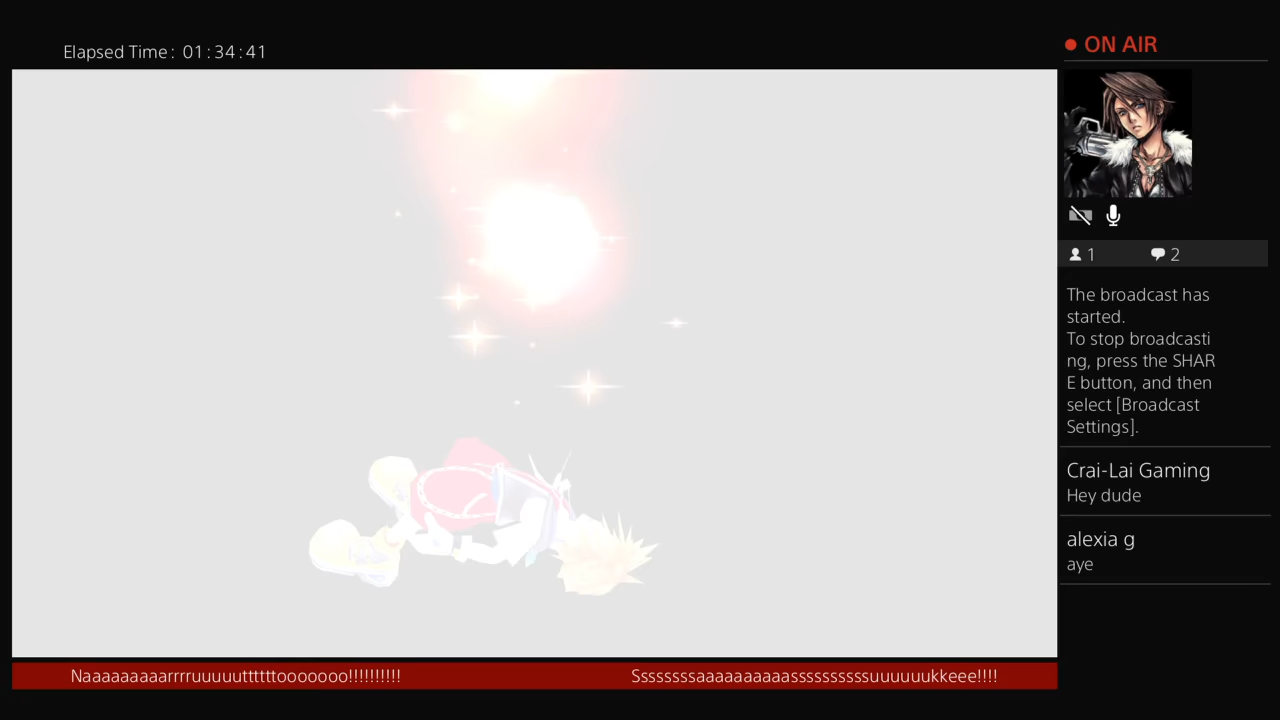 Elapsed Time: 01:34:41
ON AIR
1 2
The broadcast has
started.
To stop broadcasti
ng, press the SHAR
E button, and then
select [Broadcast
Settings].
Crai-Lai Gaming
Hey dude
alexia g
aye
Naaaaaaaaarrrruuuuuttttttooooooo!!!!!!!!!! Ssssssssaaaaaaaaaassssssssssuuuuuukkeee!!!!